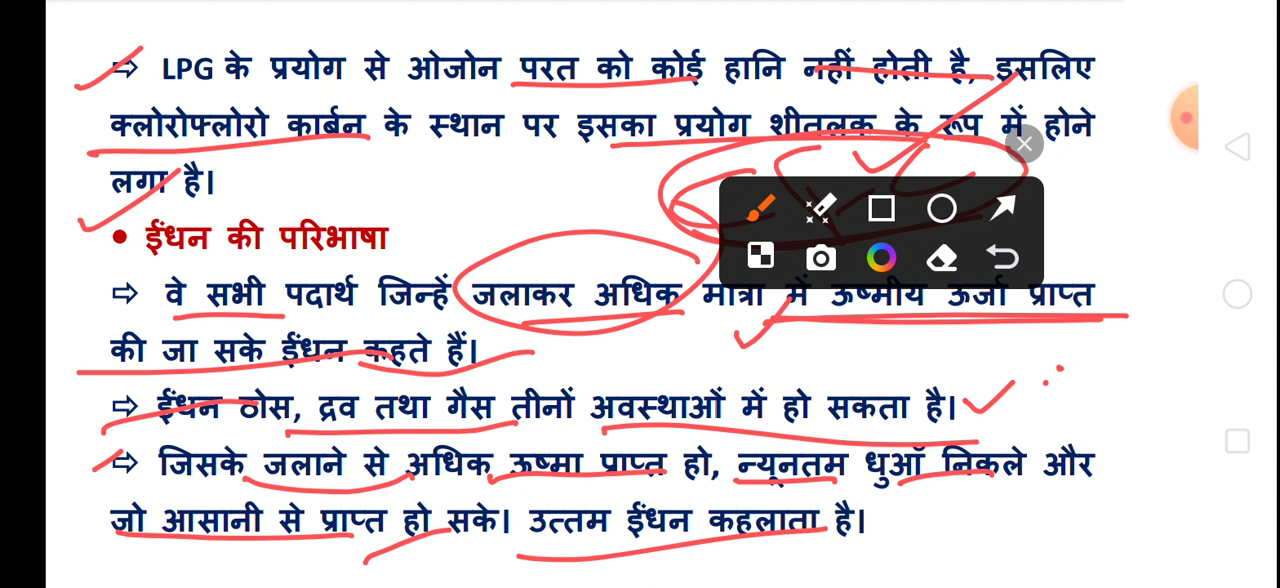 ⇨ LPG के प्रयोग से ओजोन परत को कोई हानि नहीं होती है, इसलिए
क्लोरोफ्लोरो कार्बन के स्थान पर इसका प्रयोग शीतलक के रूप में होने
लगा है।
• ईंधन की परिभाषा
⇨ वे सभी पदार्थ जिन्हें जलाकर अधिक मात्रा में ऊष्मीय ऊर्जा प्राप्त
की जा सके ईंधन कहते हैं।
⇨ ईंधन ठोस, द्रव तथा गैस तीनों अवस्थाओं में हो सकता है।
⇨ जिसके जलाने से अधिक ऊष्मा प्राप्त हो, न्यूनतम धुआँ निकले और
जो आसानी से प्राप्त हो सके। उत्तम ईंधन कहलाता है।